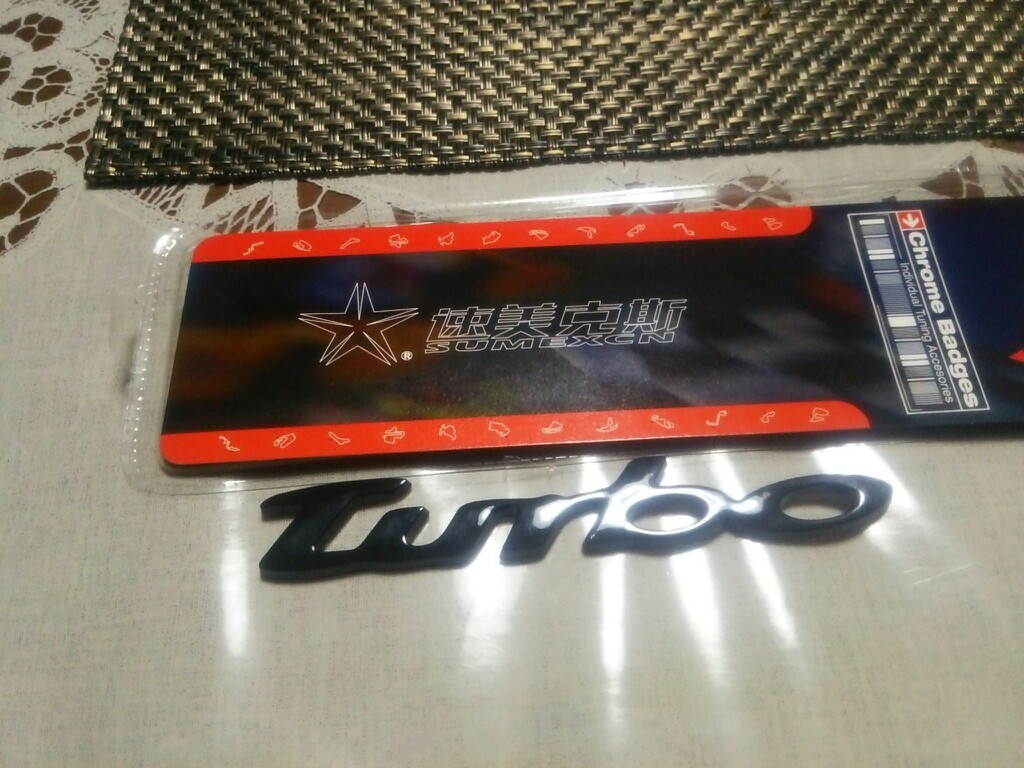 速美克斯
SUMEXCN
®
Chrome Badges
Individual Tuning Accesories
Turbo